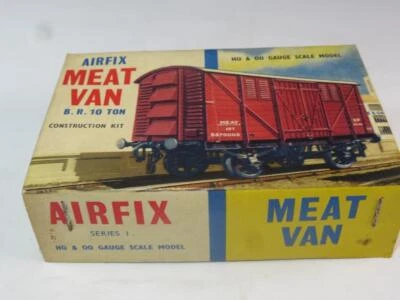 AIRFIX
MEAT
VAN
B.R. 10 TON
CONSTRUCTION KIT
HO & OO GAUGE SCALE MODEL
MEAT
INT
AIRFIX
SERIES 1.
HO & OO GAUGE SCALE MODEL
MEAT
VAN